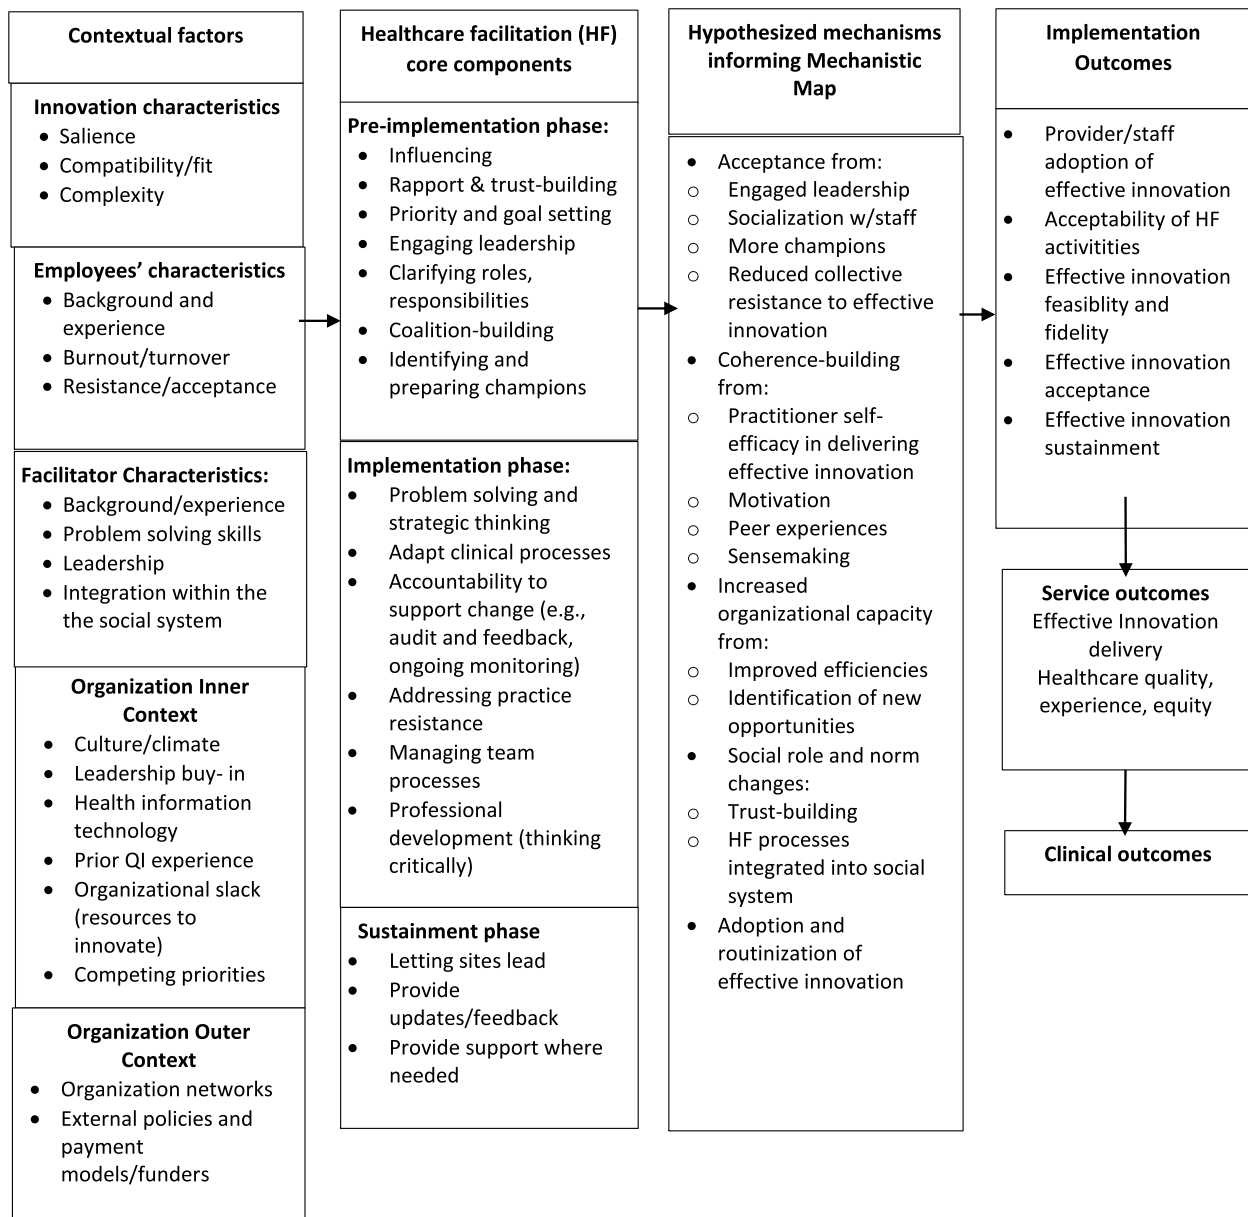 Contextual factors
Innovation characteristics
• Salience
• Compatibility/fit
• Complexity
Employees’ characteristics
• Background and
experience
• Burnout/turnover
• Resistance/acceptance
Facilitator Characteristics:
• Background/experience
• Problem solving skills
• Leadership
• Integration within the
the social system
Organization Inner
Context
• Culture/climate
• Leadership buy- in
• Health information
technology
• Prior QI experience
• Organizational slack
(resources to
innovate)
• Competing priorities
Organization Outer
Context
• Organization networks
• External policies and
payment
models/funders
Healthcare facilitation (HF)
core components
Pre-implementation phase:
• Influencing
• Rapport & trust-building
• Priority and goal setting
• Engaging leadership
• Clarifying roles,
responsibilities
• Coalition-building
• Identifying and
preparing champions
Implementation phase:
• Problem solving and
strategic thinking
• Adapt clinical processes
• Accountability to
support change (e.g.,
audit and feedback,
ongoing monitoring)
• Addressing practice
resistance
• Managing team
processes
• Professional
development (thinking
critically)
Sustainment phase
• Letting sites lead
• Provide
updates/feedback
• Provide support where
needed
Hypothesized mechanisms
informing Mechanistic
Map
• Acceptance from:
○ Engaged leadership
○ Socialization w/staff
○ More champions
○ Reduced collective
resistance to effective
innovation
• Coherence-building
from:
○ Practitioner self-
efficacy in delivering
effective innovation
○ Motivation
○ Peer experiences
○ Sensemaking
• Increased
organizational capacity
from:
○ Improved efficiencies
○ Identification of new
opportunities
• Social role and norm
changes:
○ Trust-building
○ HF processes
integrated into social
system
• Adoption and
routinization of
effective innovation
Implementation
Outcomes
• Provider/staff
adoption of
effective innovation
• Acceptability of HF
activitities
• Effective innovation
feasiblity and
fidelity
• Effective innovation
acceptance
• Effective innovation
sustainment
Service outcomes
Effective Innovation
delivery
Healthcare quality,
experience, equity
Clinical outcomes